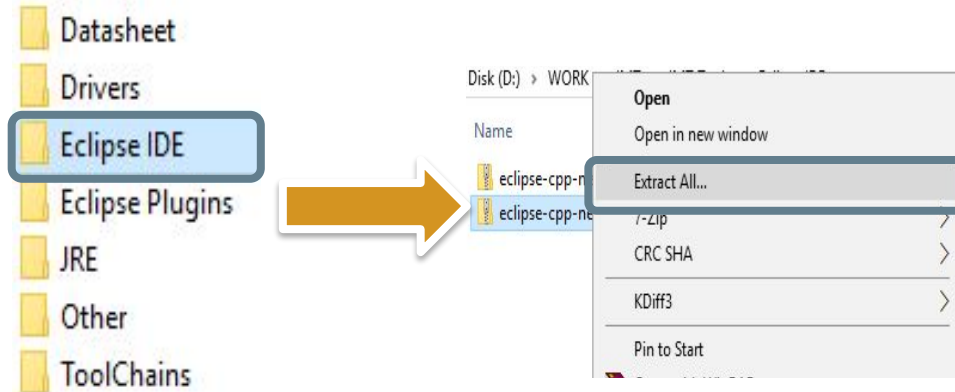 Datasheet
Drivers
Eclipse IDE
Eclipse Plugins
JRE
Other
ToolChains
Disk (D:) > WORK
Name
eclipse-cpp-n
eclipse-cpp-ne
Open
Open in new window
Extract All...
7-Zip
CRC SHA
KDiff3
Pin to Start